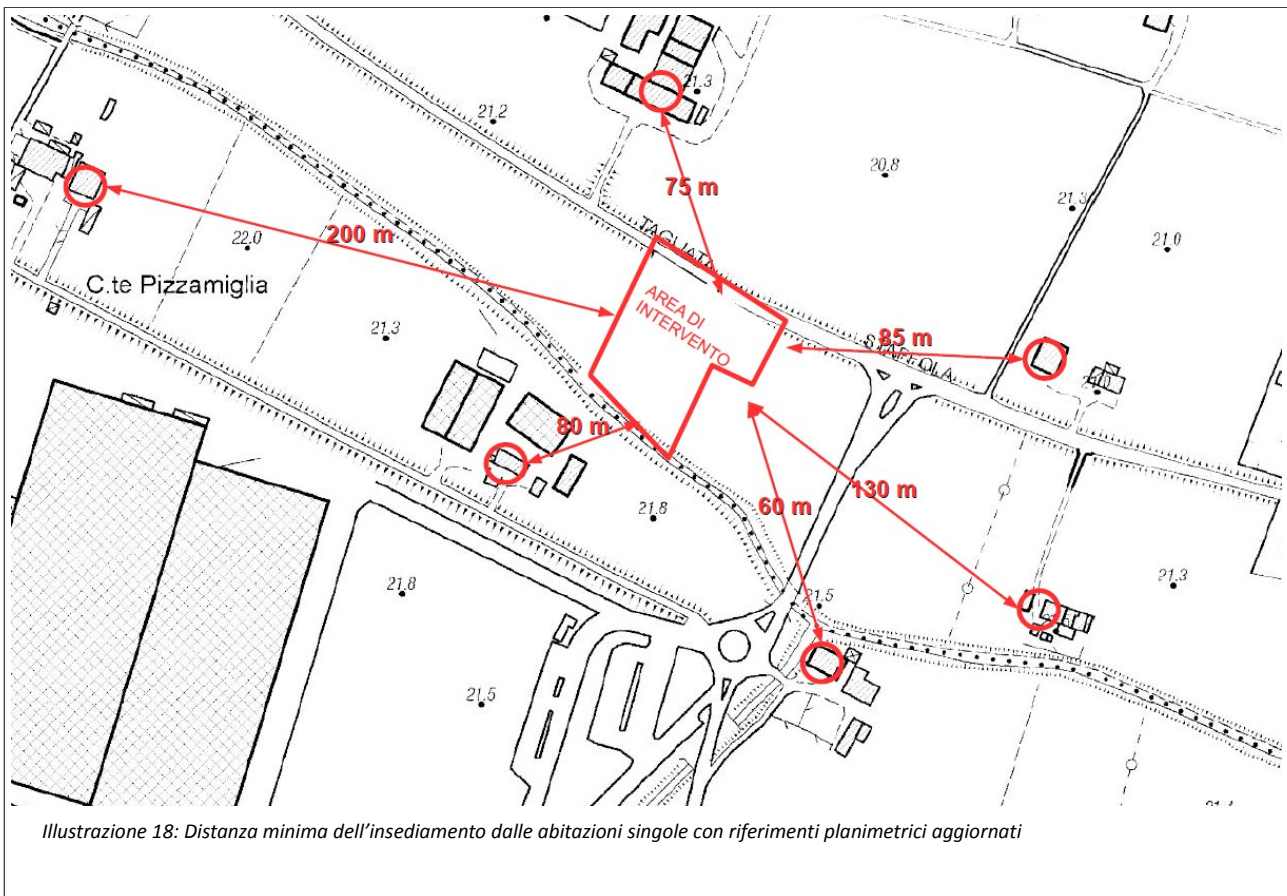 21.3
21.2
20.8
75 m
21.3
TAGLIATA
21.0
200 m
22.0
C.te Pizzamiglia
AREA DI
INTERVENTO
21.3
85 m
80 m
130 m
60 m
21.8
21.8
21.3
21.5
21.5
Illustrazione 18: Distanza minima dell'insediamento dalle abitazioni singole con riferimenti planimetrici aggiornati